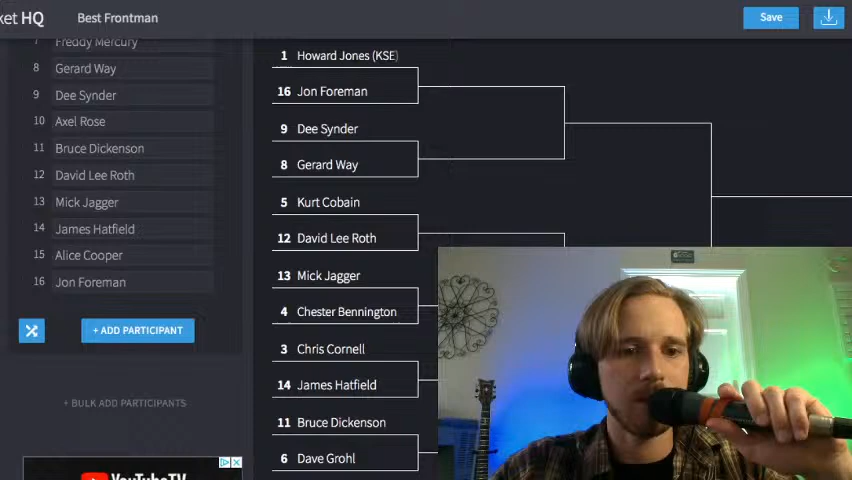 ket HQ
Best Frontman
Save
7 Freddy Mercury
8 Gerard Way
9 Dee Synder
10 Axel Rose
11 Bruce Dickenson
12 David Lee Roth
13 Mick Jagger
14 James Hatfield
15 Alice Cooper
16 Jon Foreman
+ ADD PARTICIPANT
+ BULK ADD PARTICIPANTS
YouTubeTV
1 Howard Jones (KSE)
16 Jon Foreman
9 Dee Synder
8 Gerard Way
5 Kurt Cobain
12 David Lee Roth
13 Mick Jagger
4 Chester Bennington
3 Chris Cornell
14 James Hatfield
11 Bruce Dickenson
6 Dave Grohl